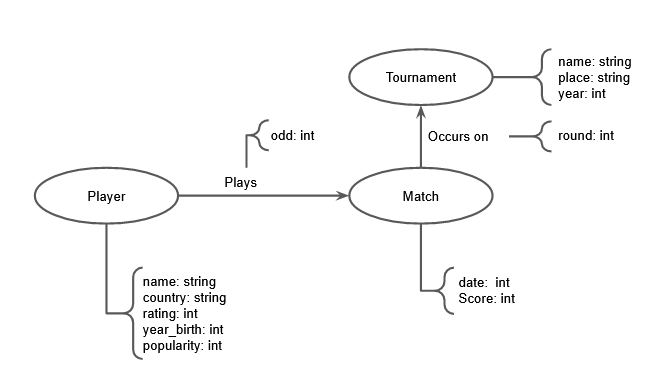 Tournament
name: string
place: string
year: int
Occurs on
round: int
odd: int
Plays
Player
Match
name: string
country: string
rating: int
year_birth: int
popularity: int
date: int
Score: int